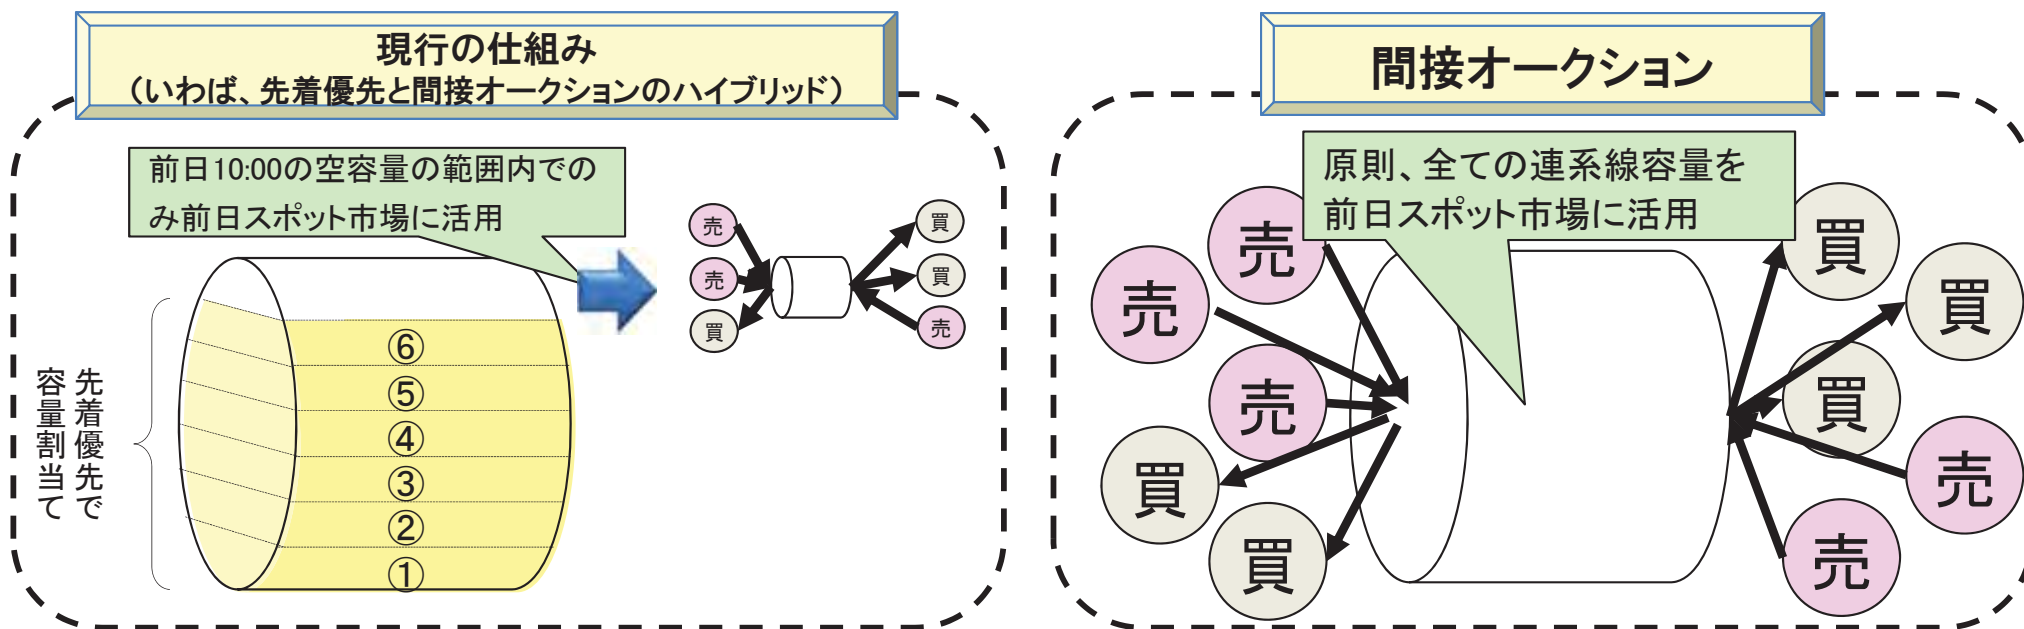 現行の仕組み
（いわば、先着優先と間接オークションのハイブリッド）
前日10:00の空容量の範囲内での
み前日スポット市場に活用
先着優先で
容量割当て
⑥
⑤
④
③
②
①
売
売
買
買
買
売
間接オークション
原則、全ての連系線容量を
前日スポット市場に活用
売
売
売
買
買
買
買
買
売
売